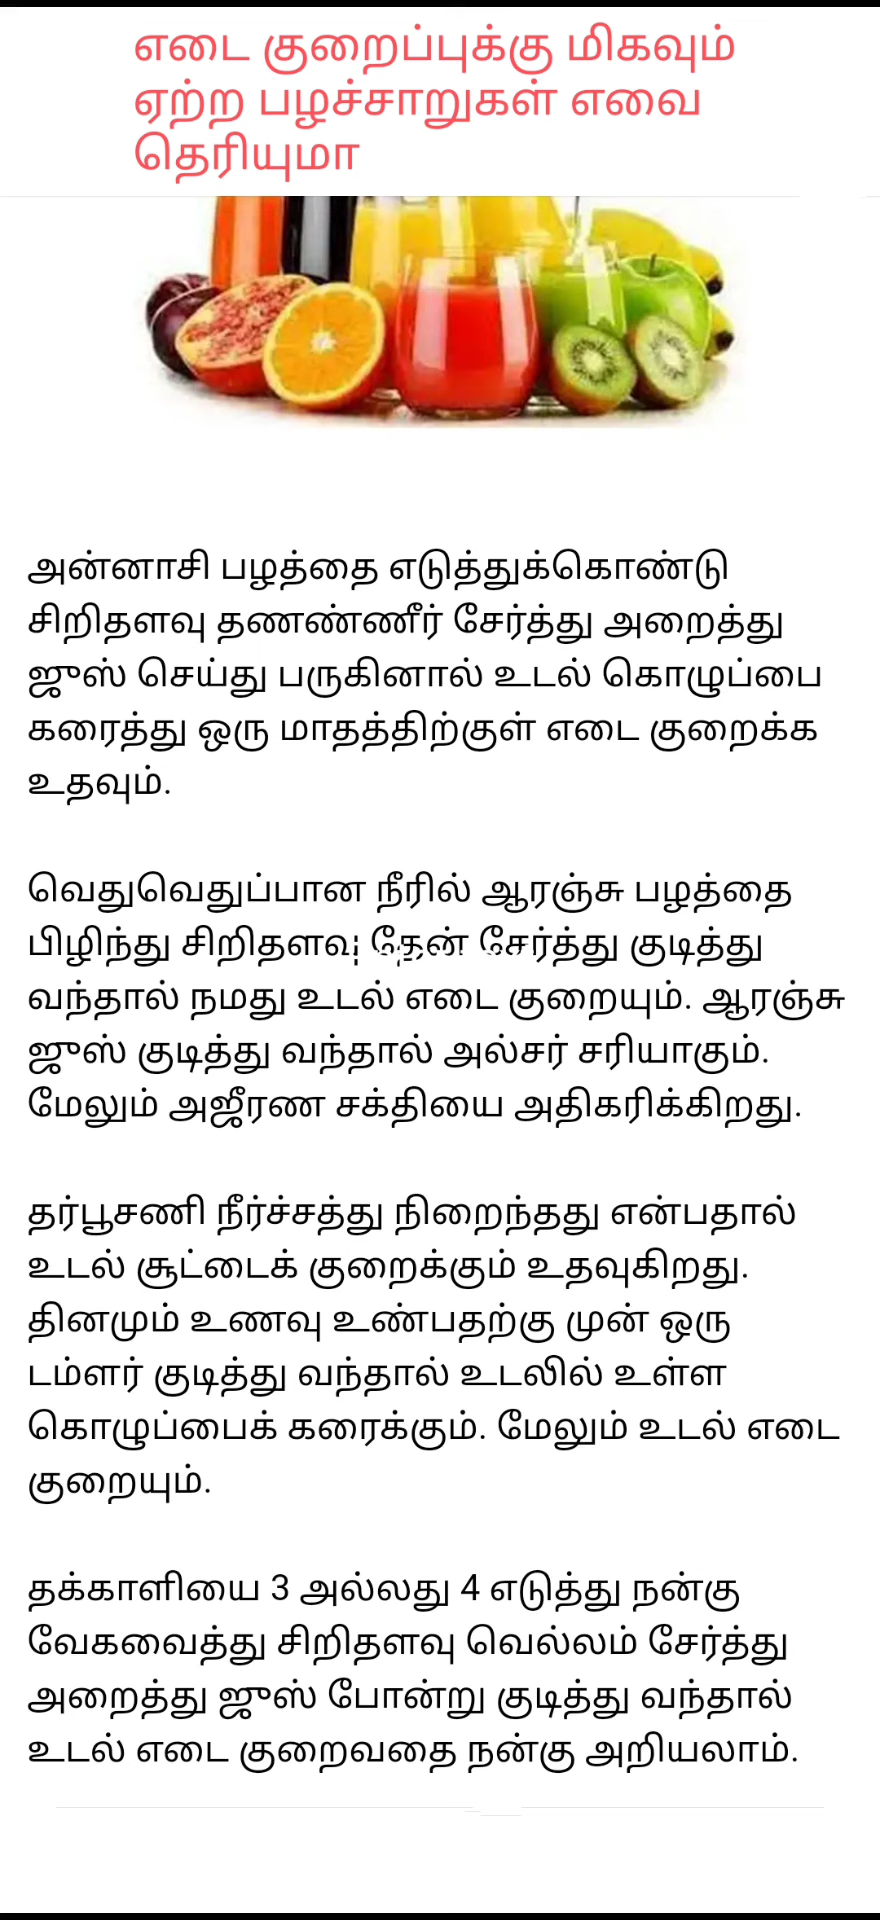 எடை குறைப்புக்கு மிகவும்
ஏற்ற பழச்சாறுகள் எவை
தெரியுமா
அன்னாசி பழத்தை எடுத்துக்கொண்டு
சிறிதளவு தணண்ணீர் சேர்த்து அறைத்து
ஜுஸ் செய்து பருகினால் உடல் கொழுப்பை
கரைத்து ஒரு மாதத்திற்குள் எடை குறைக்க
உதவும்.
வெதுவெதுப்பான நீரில் ஆரஞ்சு பழத்தை
பிழிந்து சிறிதளவு தேன் சேர்த்து குடித்து
வந்தால் நமது உடல் எடை குறையும். ஆரஞ்சு
ஜுஸ் குடித்து வந்தால் அல்சர் சரியாகும்.
மேலும் அஜீரண சக்தியை அதிகரிக்கிறது.
தர்பூசணி நீர்ச்சத்து நிறைந்தது என்பதால்
உடல் சூட்டைக் குறைக்கும் உதவுகிறது.
தினமும் உணவு உண்பதற்கு முன் ஒரு
டம்ளர் குடித்து வந்தால் உடலில் உள்ள
கொழுப்பைக் கரைக்கும். மேலும் உடல் எடை
குறையும்.
தக்காளியை 3 அல்லது 4 எடுத்து நன்கு
வேகவைத்து சிறிதளவு வெல்லம் சேர்த்து
அறைத்து ஜுஸ் போன்று குடித்து வந்தால்
உடல் எடை குறைவதை நன்கு அறியலாம்.